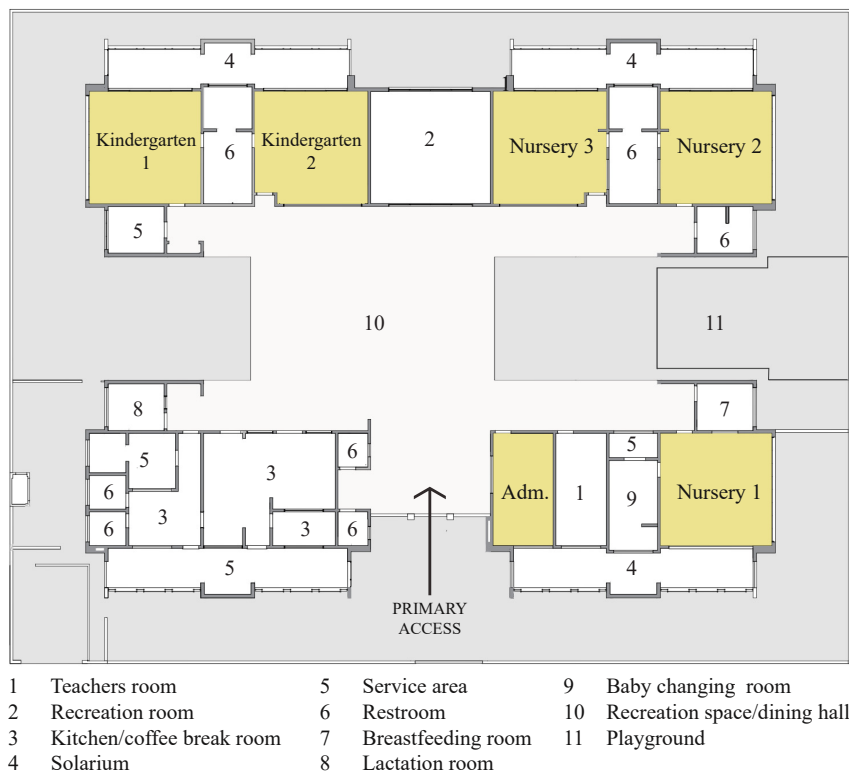 4
4
Kindergarten
1
6
Kindergarten
2
2
Nursery 3
6
Nursery 2
5
6
10
11
8
7
5
6
3
6
6
3
3
6
Adm.
1
5
9
Nursery 1
5
4
PRIMARY
ACCESS
1 Teachers room
2 Recreation room
3 Kitchen/coffee break room
4 Solarium
5 Service area
6 Restroom
7 Breastfeeding room
8 Lactation room
9 Baby changing room
10 Recreation space/dining hall
11 Playground